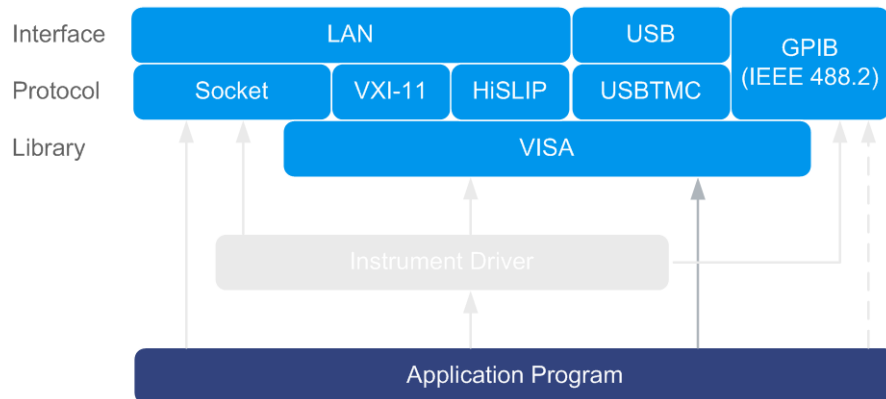 Interface
LAN
USB
GPIB
(IEEE 488.2)
Protocol
Socket
VXI-11
HiSLIP
USBTMC
Library
VISA
Instrument Driver
Application Program